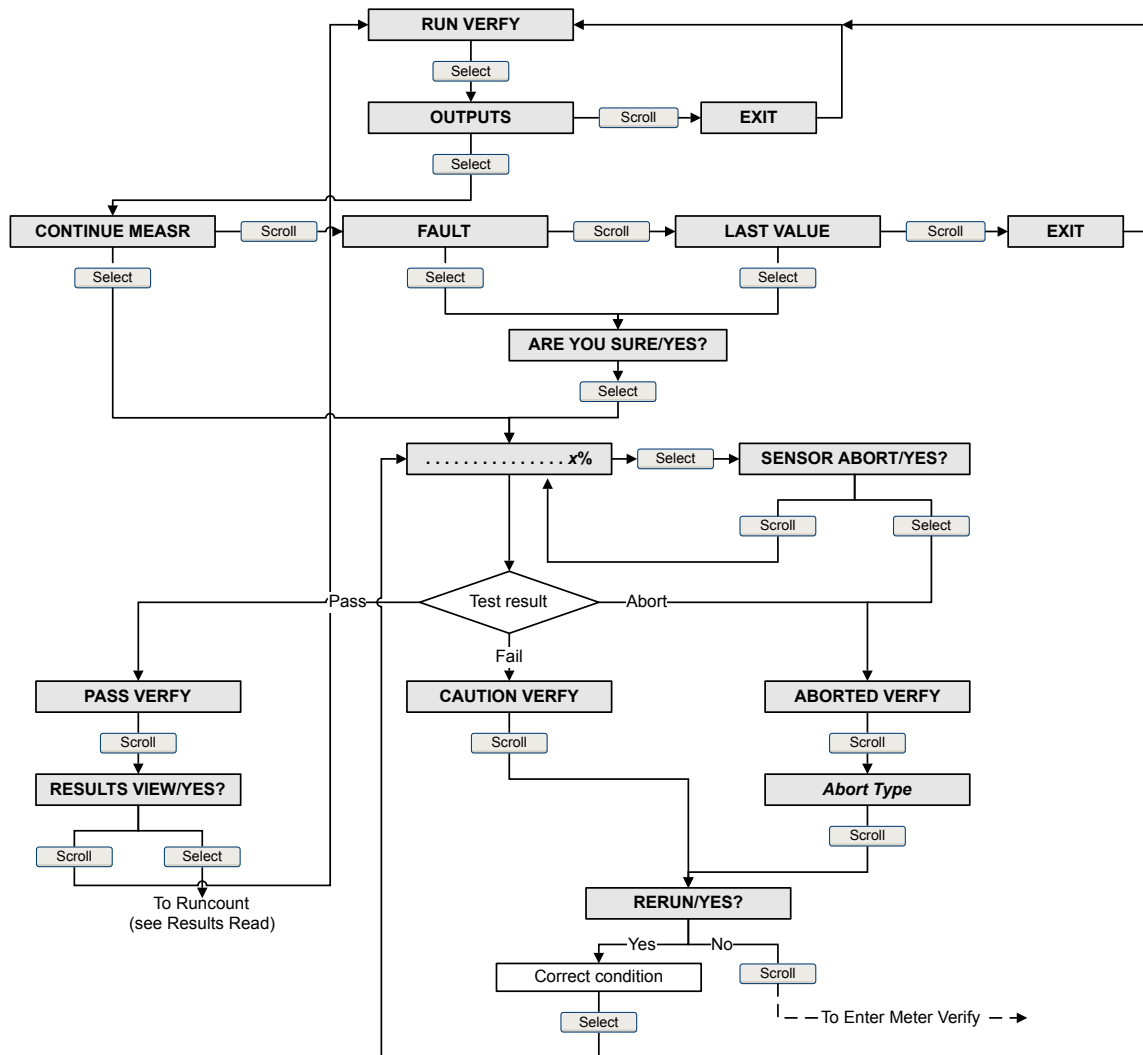 RUN VERFY
Select
OUTPUTS
Scroll
EXIT
Select
CONTINUE MEASR
Scroll
FAULT
Scroll
LAST VALUE
Scroll
EXIT
Select
Select
Select
ARE YOU SURE/YES?
Select
. . . . . . . . . . . . . . . x%
Select
SENSOR ABORT/YES?
Scroll
Select
Pass
Test result
Abort
Fail
PASS VERFY
CAUTION VERFY
ABORTED VERFY
Scroll
Scroll
Scroll
RESULTS VIEW/YES?
Abort Type
Scroll
Select
Scroll
To Runcount
(see Results Read)
RERUN/YES?
Yes
No
Correct condition
Scroll
Select
To Enter Meter Verify